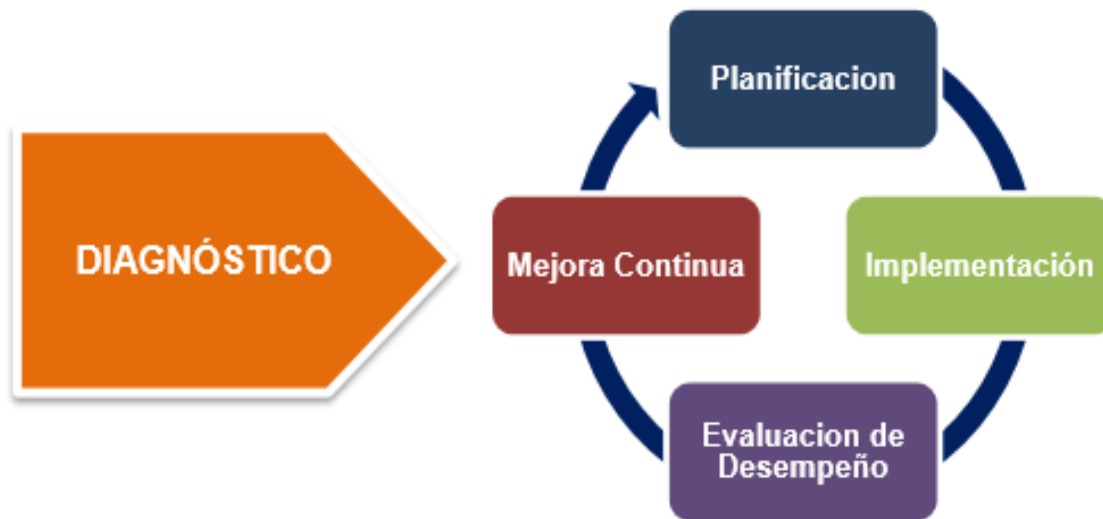 DIAGNÓSTICO
Planificacion
Implementación
Evaluacion de
Desempeño
Mejora Continua